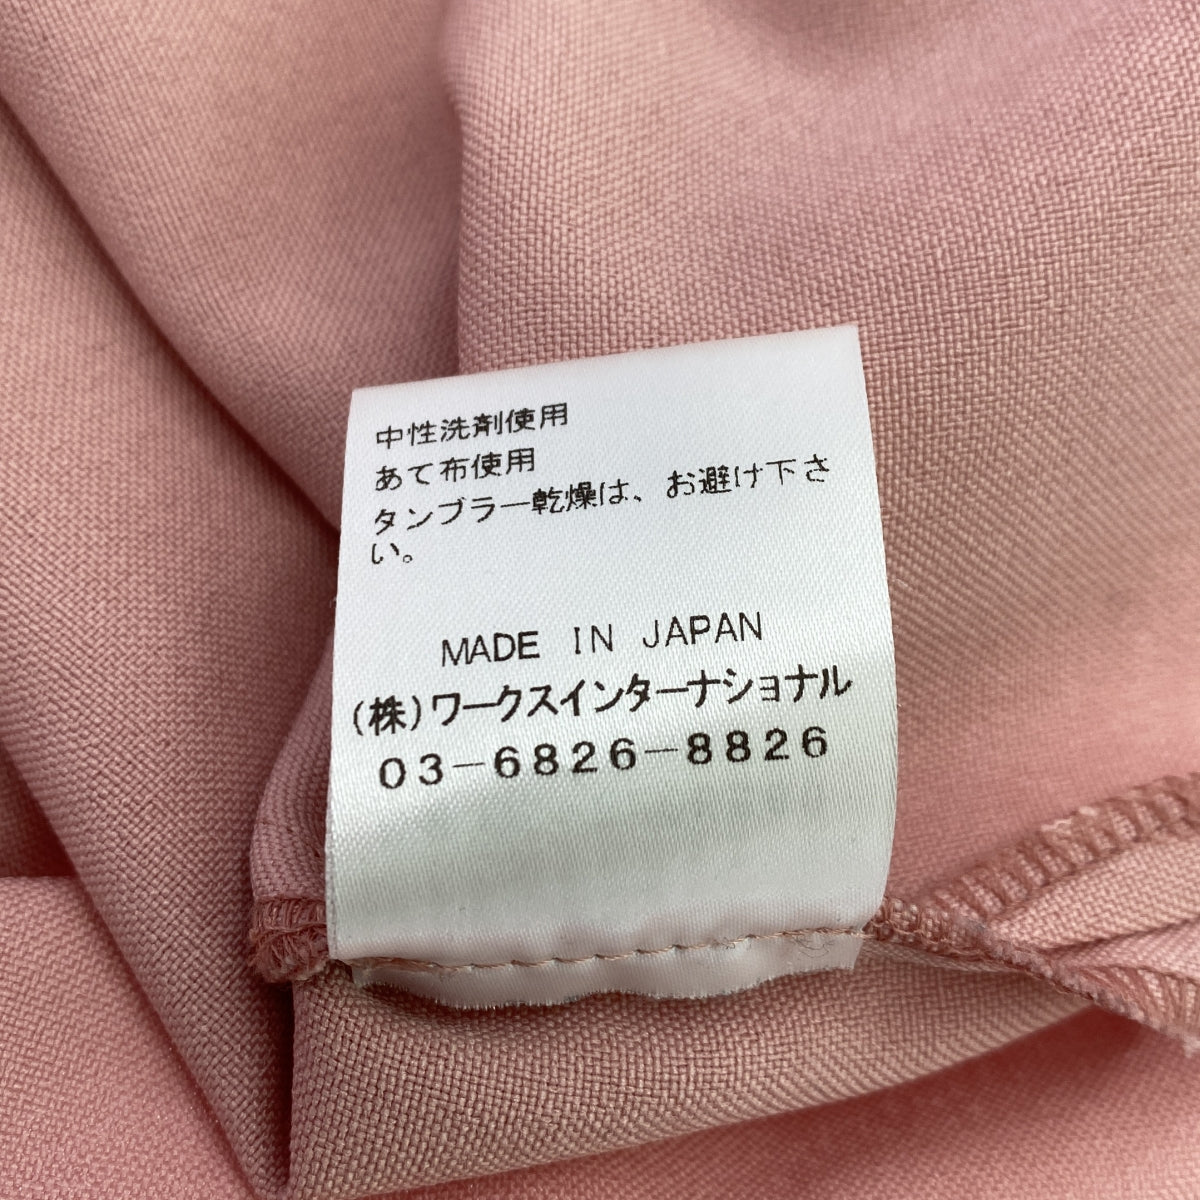 中性洗剤使用
あて布使用
タンブラー乾燥は、お避け下さ
い。
MADE IN JAPAN
(株)ワークスインターナショナル
03-6826-8826